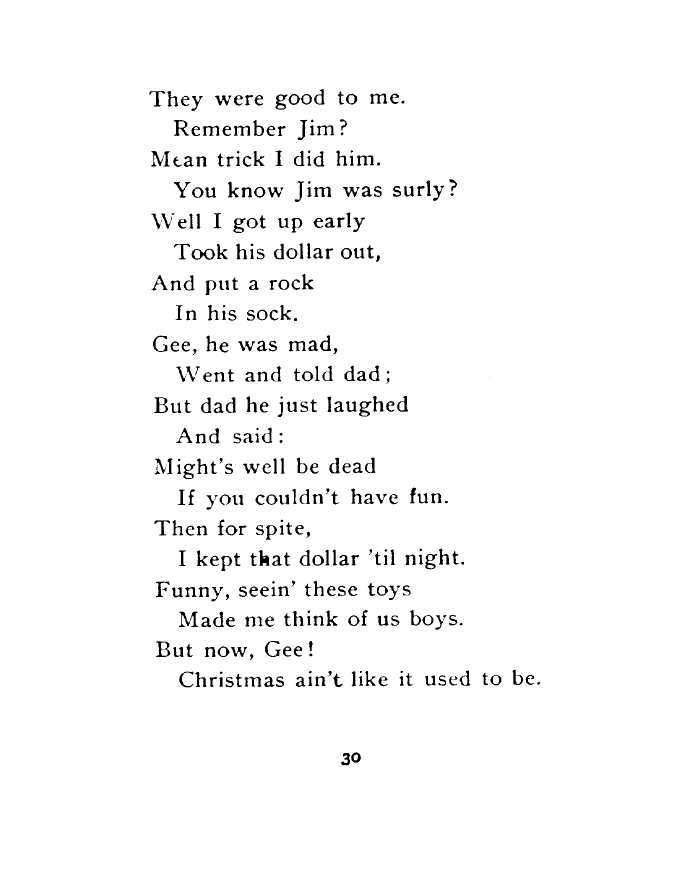 They were good to me.
Remember Jim?
Mean trick I did him.
You know Jim was surly?
Well I got up early
Took his dollar out,
And put a rock
In his sock.
Gee, he was mad,
Went and told dad;
But dad he just laughed
And said:
Might's well be dead
If you couldn't have fun.
Then for spite,
I kept that dollar 'til night.
Funny, seein' these toys
Made me think of us boys.
But now, Gee!
Christmas ain't like it used to be.
30